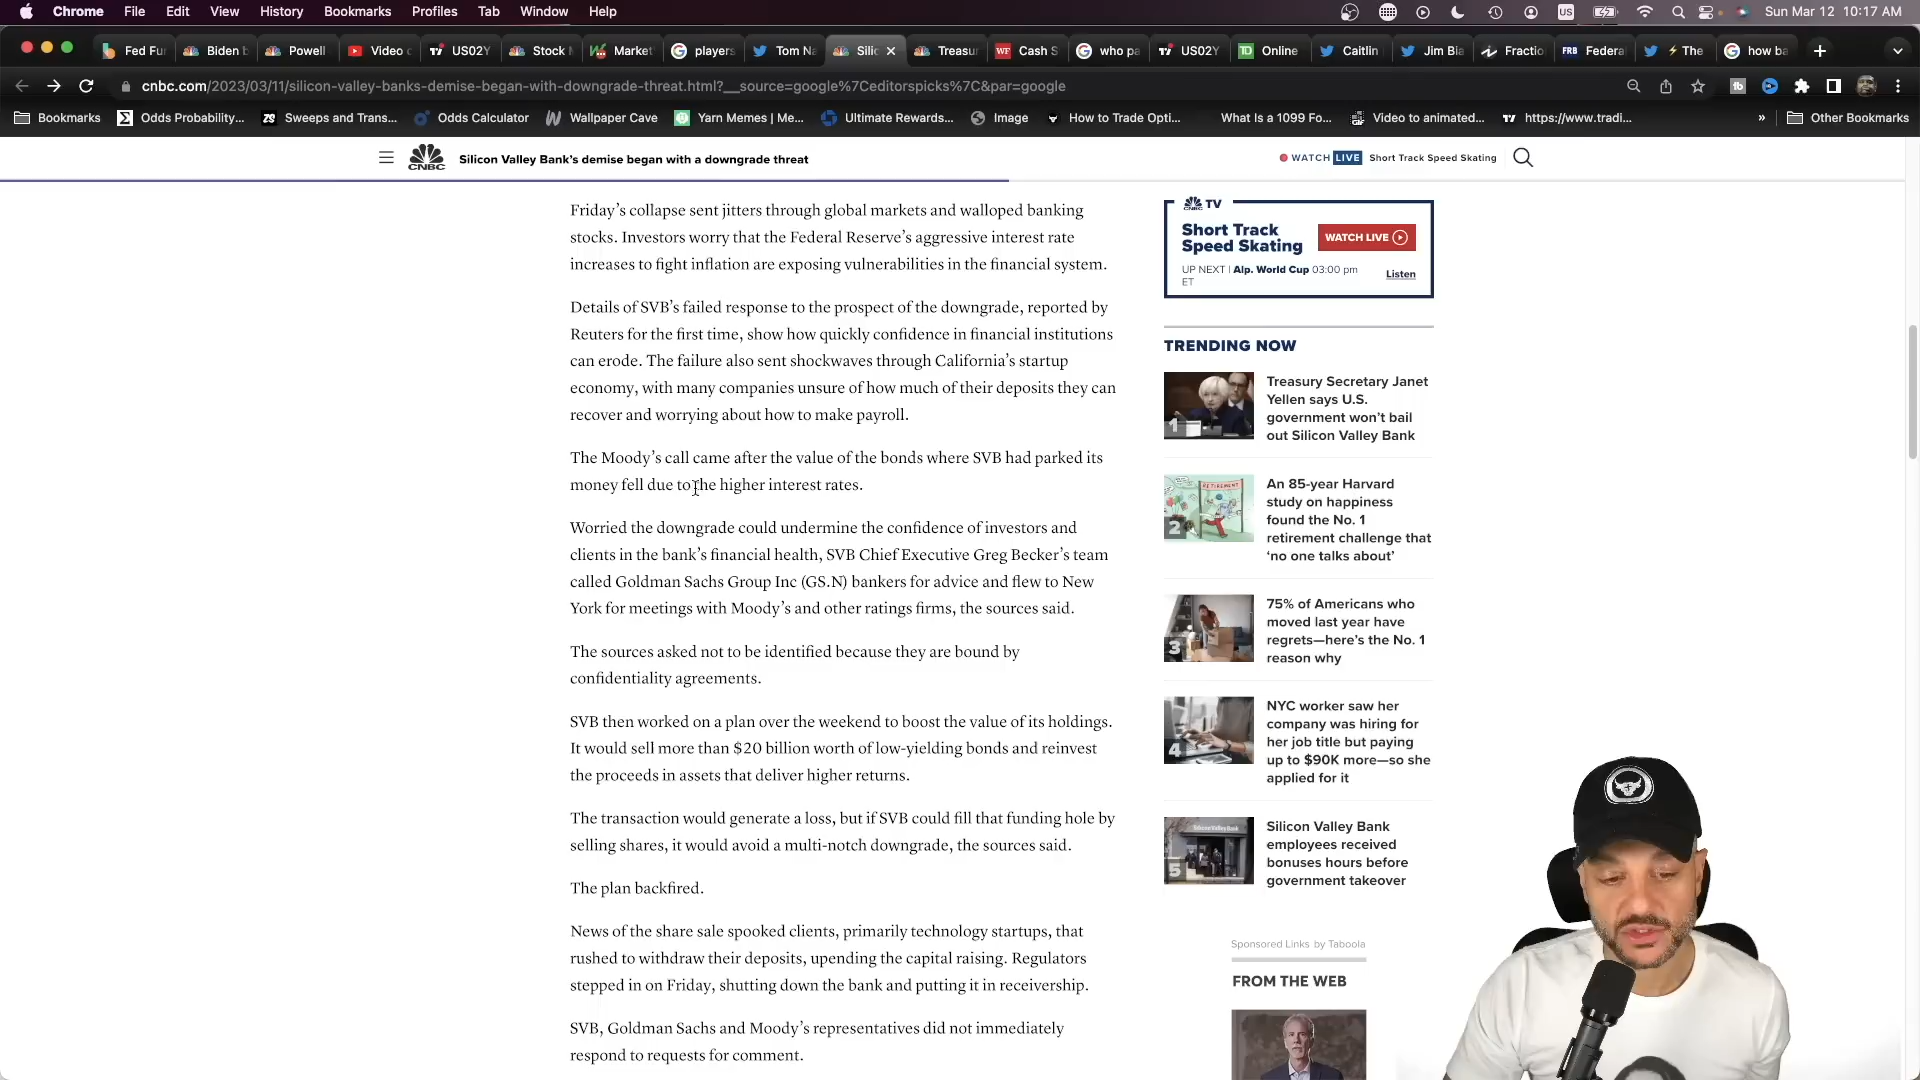 Chrome File Edit View History Bookmarks Profiles Tab Window Help US Sun Mar 12 10:17 AM
Fed Fu Biden b Powell Video c US02Y Stock Market players Tom Na Silic Treasur Cash S who pa US02Y Online Caitlin Jim Bia Fractio Federa ⚡The how ba
cnbc.com/2023/03/11/silicon-valley-banks-demise-began-with-downgrade-threat.html?__source=google%7Ceditorspicks%7C&par=google
Bookmarks Odds Probability... Sweeps and Trans... Odds Calculator Wallpaper Cave Yarn Memes | Me... Ultimate Rewards... Image How to Trade Opti... What Is a 1099 Fo... Video to animated... https://www.tradi... » Other Bookmarks
CNBC
Silicon Valley Bank’s demise began with a downgrade threat
WATCH LIVE Short Track Speed Skating
Friday’s collapse sent jitters through global markets and walloped banking
stocks. Investors worry that the Federal Reserve’s aggressive interest rate
increases to fight inflation are exposing vulnerabilities in the financial system.
Details of SVB’s failed response to the prospect of the downgrade, reported by
Reuters for the first time, show how quickly confidence in financial institutions
can erode. The failure also sent shockwaves through California’s startup
economy, with many companies unsure of how much of their deposits they can
recover and worrying about how to make payroll.
The Moody’s call came after the value of the bonds where SVB had parked its
money fell due to the higher interest rates.
Worried the downgrade could undermine the confidence of investors and
clients in the bank’s financial health, SVB Chief Executive Greg Becker’s team
called Goldman Sachs Group Inc (GS.N) bankers for advice and flew to New
York for meetings with Moody’s and other ratings firms, the sources said.
The sources asked not to be identified because they are bound by
confidentiality agreements.
SVB then worked on a plan over the weekend to boost the value of its holdings.
It would sell more than $20 billion worth of low-yielding bonds and reinvest
the proceeds in assets that deliver higher returns.
The transaction would generate a loss, but if SVB could fill that funding hole by
selling shares, it would avoid a multi-notch downgrade, the sources said.
The plan backfired.
News of the share sale spooked clients, primarily technology startups, that
rushed to withdraw their deposits, upending the capital raising. Regulators
stepped in on Friday, shutting down the bank and putting it in receivership.
SVB, Goldman Sachs and Moody’s representatives did not immediately
respond to requests for comment.
CNBC TV
Short Track
Speed Skating
WATCH LIVE
UP NEXT | Alp. World Cup 03:00 pm
ET
Listen
TRENDING NOW
1
Treasury Secretary Janet
Yellen says U.S.
government won’t bail
out Silicon Valley Bank
RETIREMENT
2
An 85-year Harvard
study on happiness
found the No. 1
retirement challenge that
‘no one talks about’
3
75% of Americans who
moved last year have
regrets—here’s the No. 1
reason why
4
NYC worker saw her
company was hiring for
her job title but paying
up to $90K more—so she
applied for it
Silicon Valley Bank
5
Silicon Valley Bank
employees received
bonuses hours before
government takeover
Sponsored Links by Taboola
FROM THE WEB